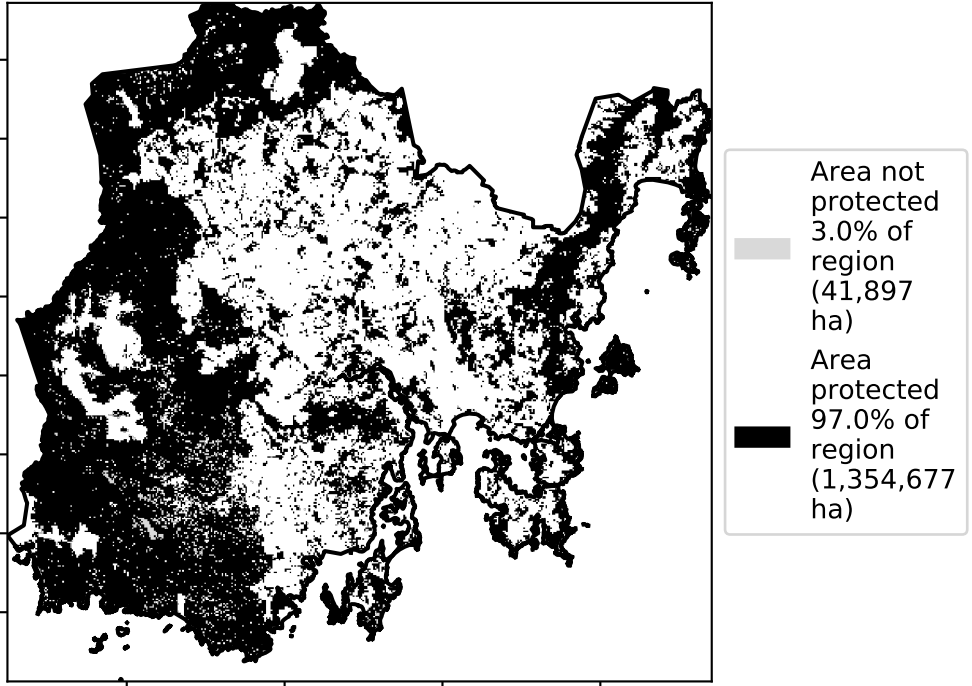 Area not
protected
3.0% of
region
(41,897
ha)
Area
protected
97.0% of
region
(1,354,677
ha)